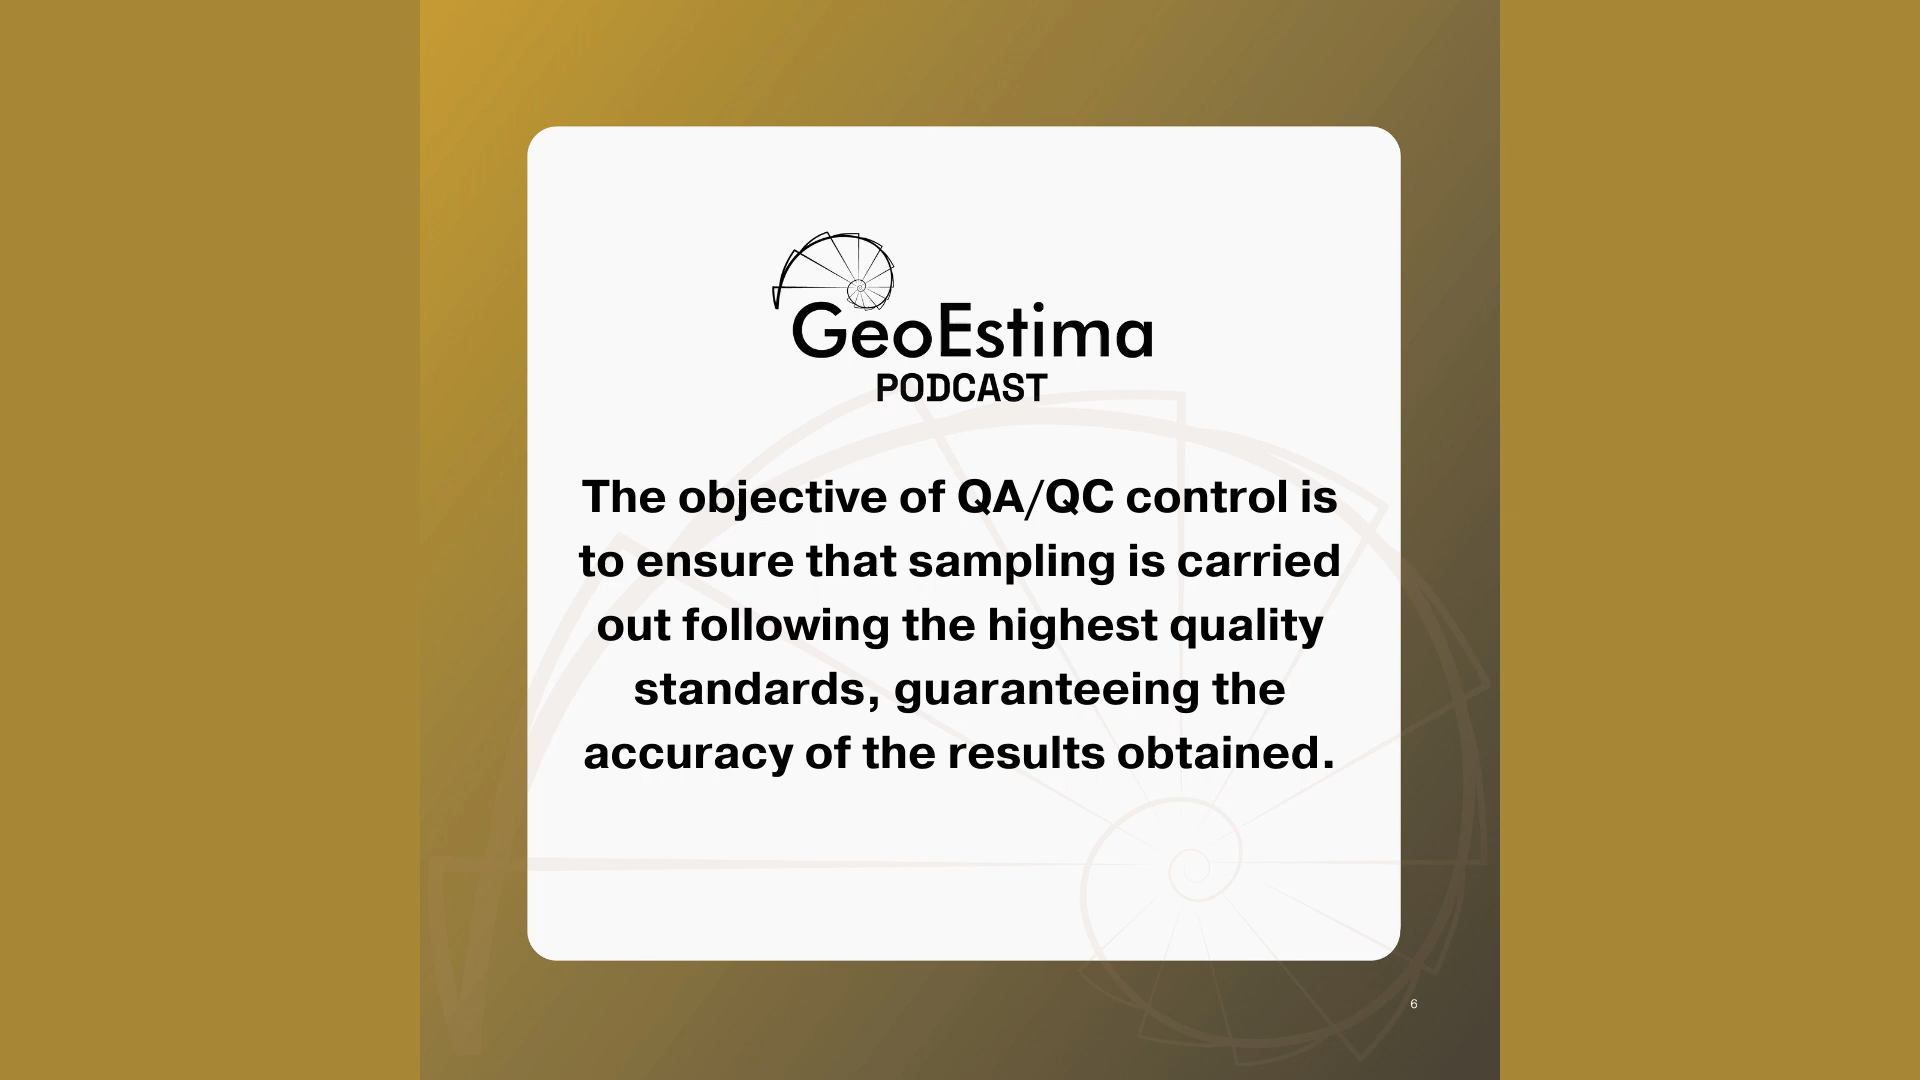 GeoEstima
PODCAST
The objective of QA/QC control is
to ensure that sampling is carried
out following the highest quality
standards, guaranteeing the
accuracy of the results obtained.
6